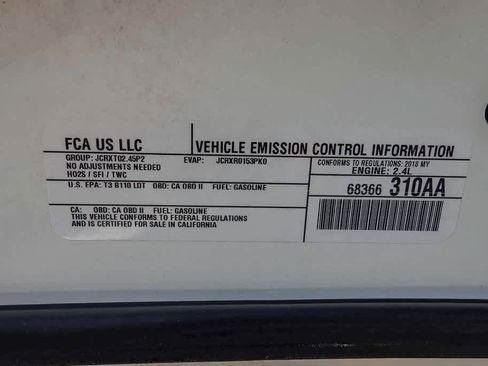 FCA US LLC
VEHICLE EMISSION CONTROL INFORMATION
GROUP: JCRXT02.45P2 EVAP: JCRXR0153PK0
NO ADJUSTMENTS NEEDED
HO2S / SFI / TWC
CONFORMS TO REGULATIONS: 2018 MY
ENGINE: 2.4L
U.S. EPA: T3 B110 LDT OBD: CA OBD II FUEL: GASOLINE
68366 310AA
CA: OBD: CA OBD II FUEL: GASOLINE
THIS VEHICLE CONFORMS TO FEDERAL REGULATIONS
AND IS CERTIFIED FOR SALE IN CALIFORNIA